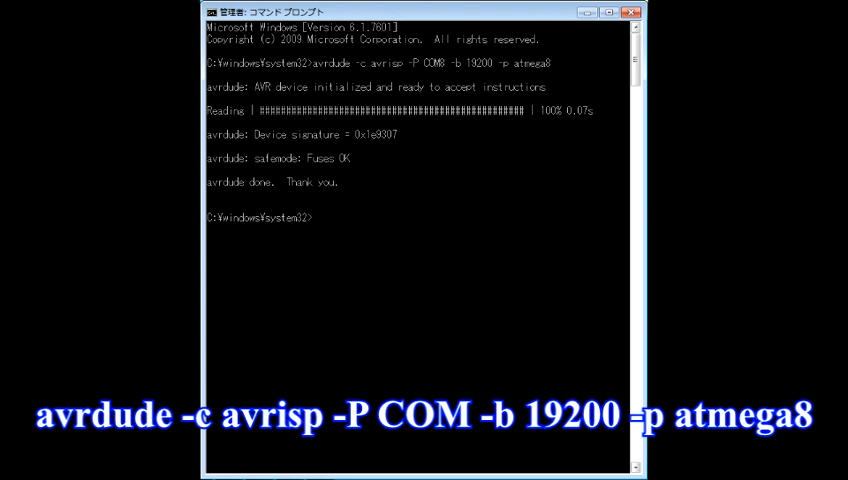 管理者: コマンド プロンプト
Microsoft Windows [Version 6.1.7601]
Copyright (c) 2009 Microsoft Corporation.  All rights reserved.
C:¥windows¥system32>avrdude -c avrisp -P COM8 -b 19200 -p atmega8
avrdude: AVR device initialized and ready to accept instructions
Reading | ################################################## | 100% 0.07s
avrdude: Device signature = 0x1e9307
avrdude: safemode: Fuses OK
avrdude done.  Thank you.
C:¥windows¥system32>
avrdude -c avrisp -P COM -b 19200 -p atmega8